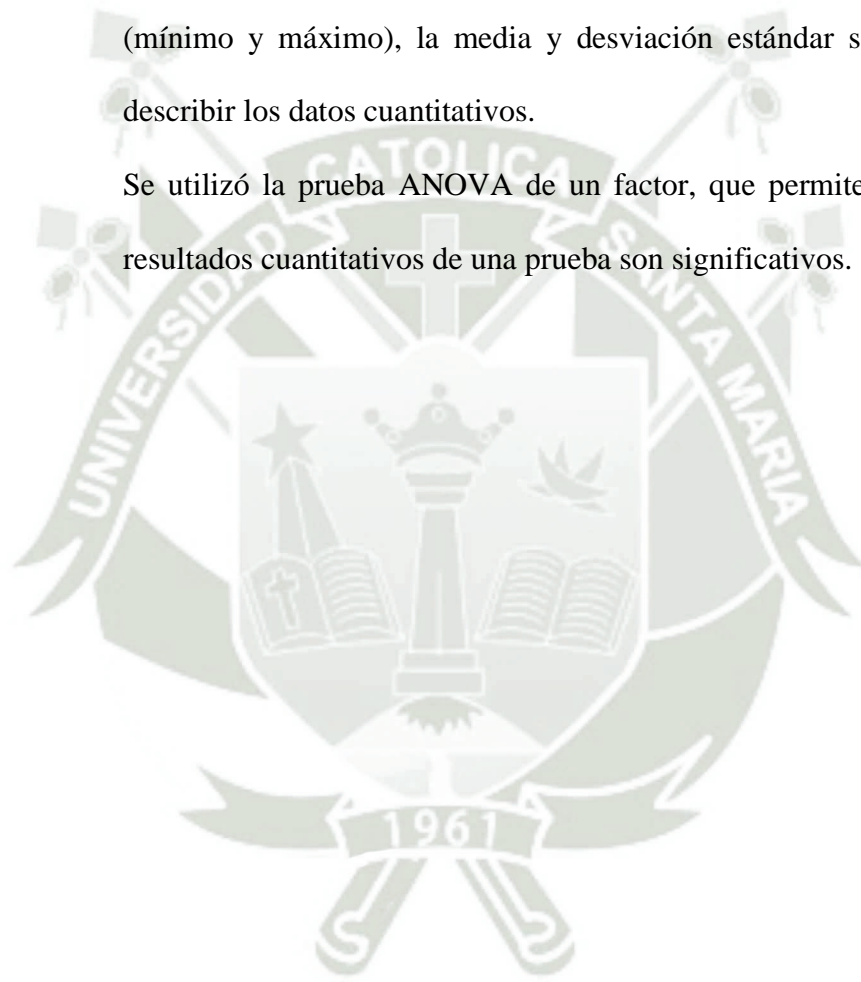 (mínimo y máximo), la media y desviación estándar s
describir los datos cuantitativos.
Se utilizó la prueba ANOVA de un factor, que permite
resultados cuantitativos de una prueba son significativos.
UNIVERSIDAD CATOLICA SANTA MARIA
1961